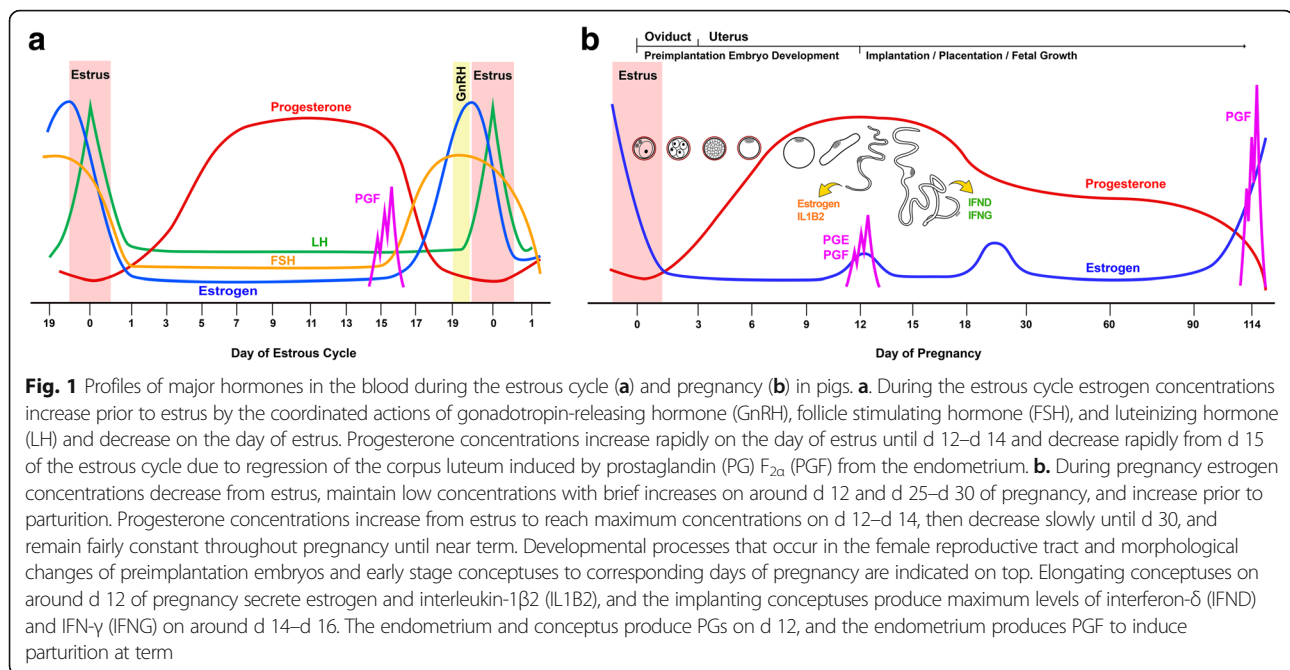 a
Estrus
GnRH
Estrus
Progesterone
PGF
LH
FSH
Estrogen
19 0 1 3 5 7 9 11 13 15 17 19 0 1
Day of Estrous Cycle
b
Oviduct Uterus
Preimplantation Embryo Development Implantation / Placentation / Fetal Growth
Estrus
PGF
Progesterone
Estrogen
IL1B2
IFND
IFNG
PGE
PGF
Estrogen
0 3 6 9 12 15 18 30 60 90 114
Day of Pregnancy
Fig. 1 Profiles of major hormones in the blood during the estrous cycle (a) and pregnancy (b) in pigs. a. During the estrous cycle estrogen concentrations
increase prior to estrus by the coordinated actions of gonadotropin-releasing hormone (GnRH), follicle stimulating hormone (FSH), and luteinizing hormone
(LH) and decrease on the day of estrus. Progesterone concentrations increase rapidly on the day of estrus until d 12–d 14 and decrease rapidly from d 15
of the estrous cycle due to regression of the corpus luteum induced by prostaglandin (PG) F2α (PGF) from the endometrium. b. During pregnancy estrogen
concentrations decrease from estrus, maintain low concentrations with brief increases on around d 12 and d 25–d 30 of pregnancy, and increase prior to
parturition. Progesterone concentrations increase from estrus to reach maximum concentrations on d 12–d 14, then decrease slowly until d 30, and
remain fairly constant throughout pregnancy until near term. Developmental processes that occur in the female reproductive tract and morphological
changes of preimplantation embryos and early stage conceptuses to corresponding days of pregnancy are indicated on top. Elongating conceptuses on
around d 12 of pregnancy secrete estrogen and interleukin-1β2 (IL1B2), and the implanting conceptuses produce maximum levels of interferon-δ (IFND)
and IFN-γ (IFNG) on around d 14–d 16. The endometrium and conceptus produce PGs on d 12, and the endometrium produces PGF to induce
parturition at term